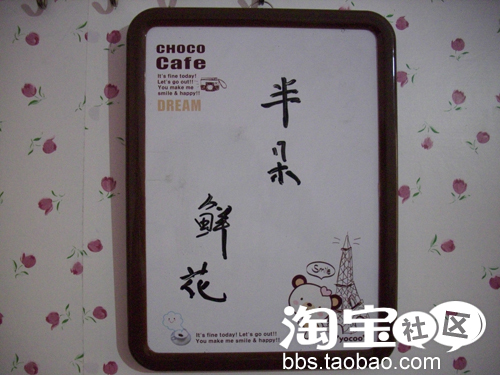 CHOCO
Cafe
It's fine today!
Let's go out!!
You make me
smile & happy!!
DREAM
半朵
鲜花
Smile
It's fine today! Let's go out!!
You make me smile & happy!!
淘宝社区
bbs.taobao.com